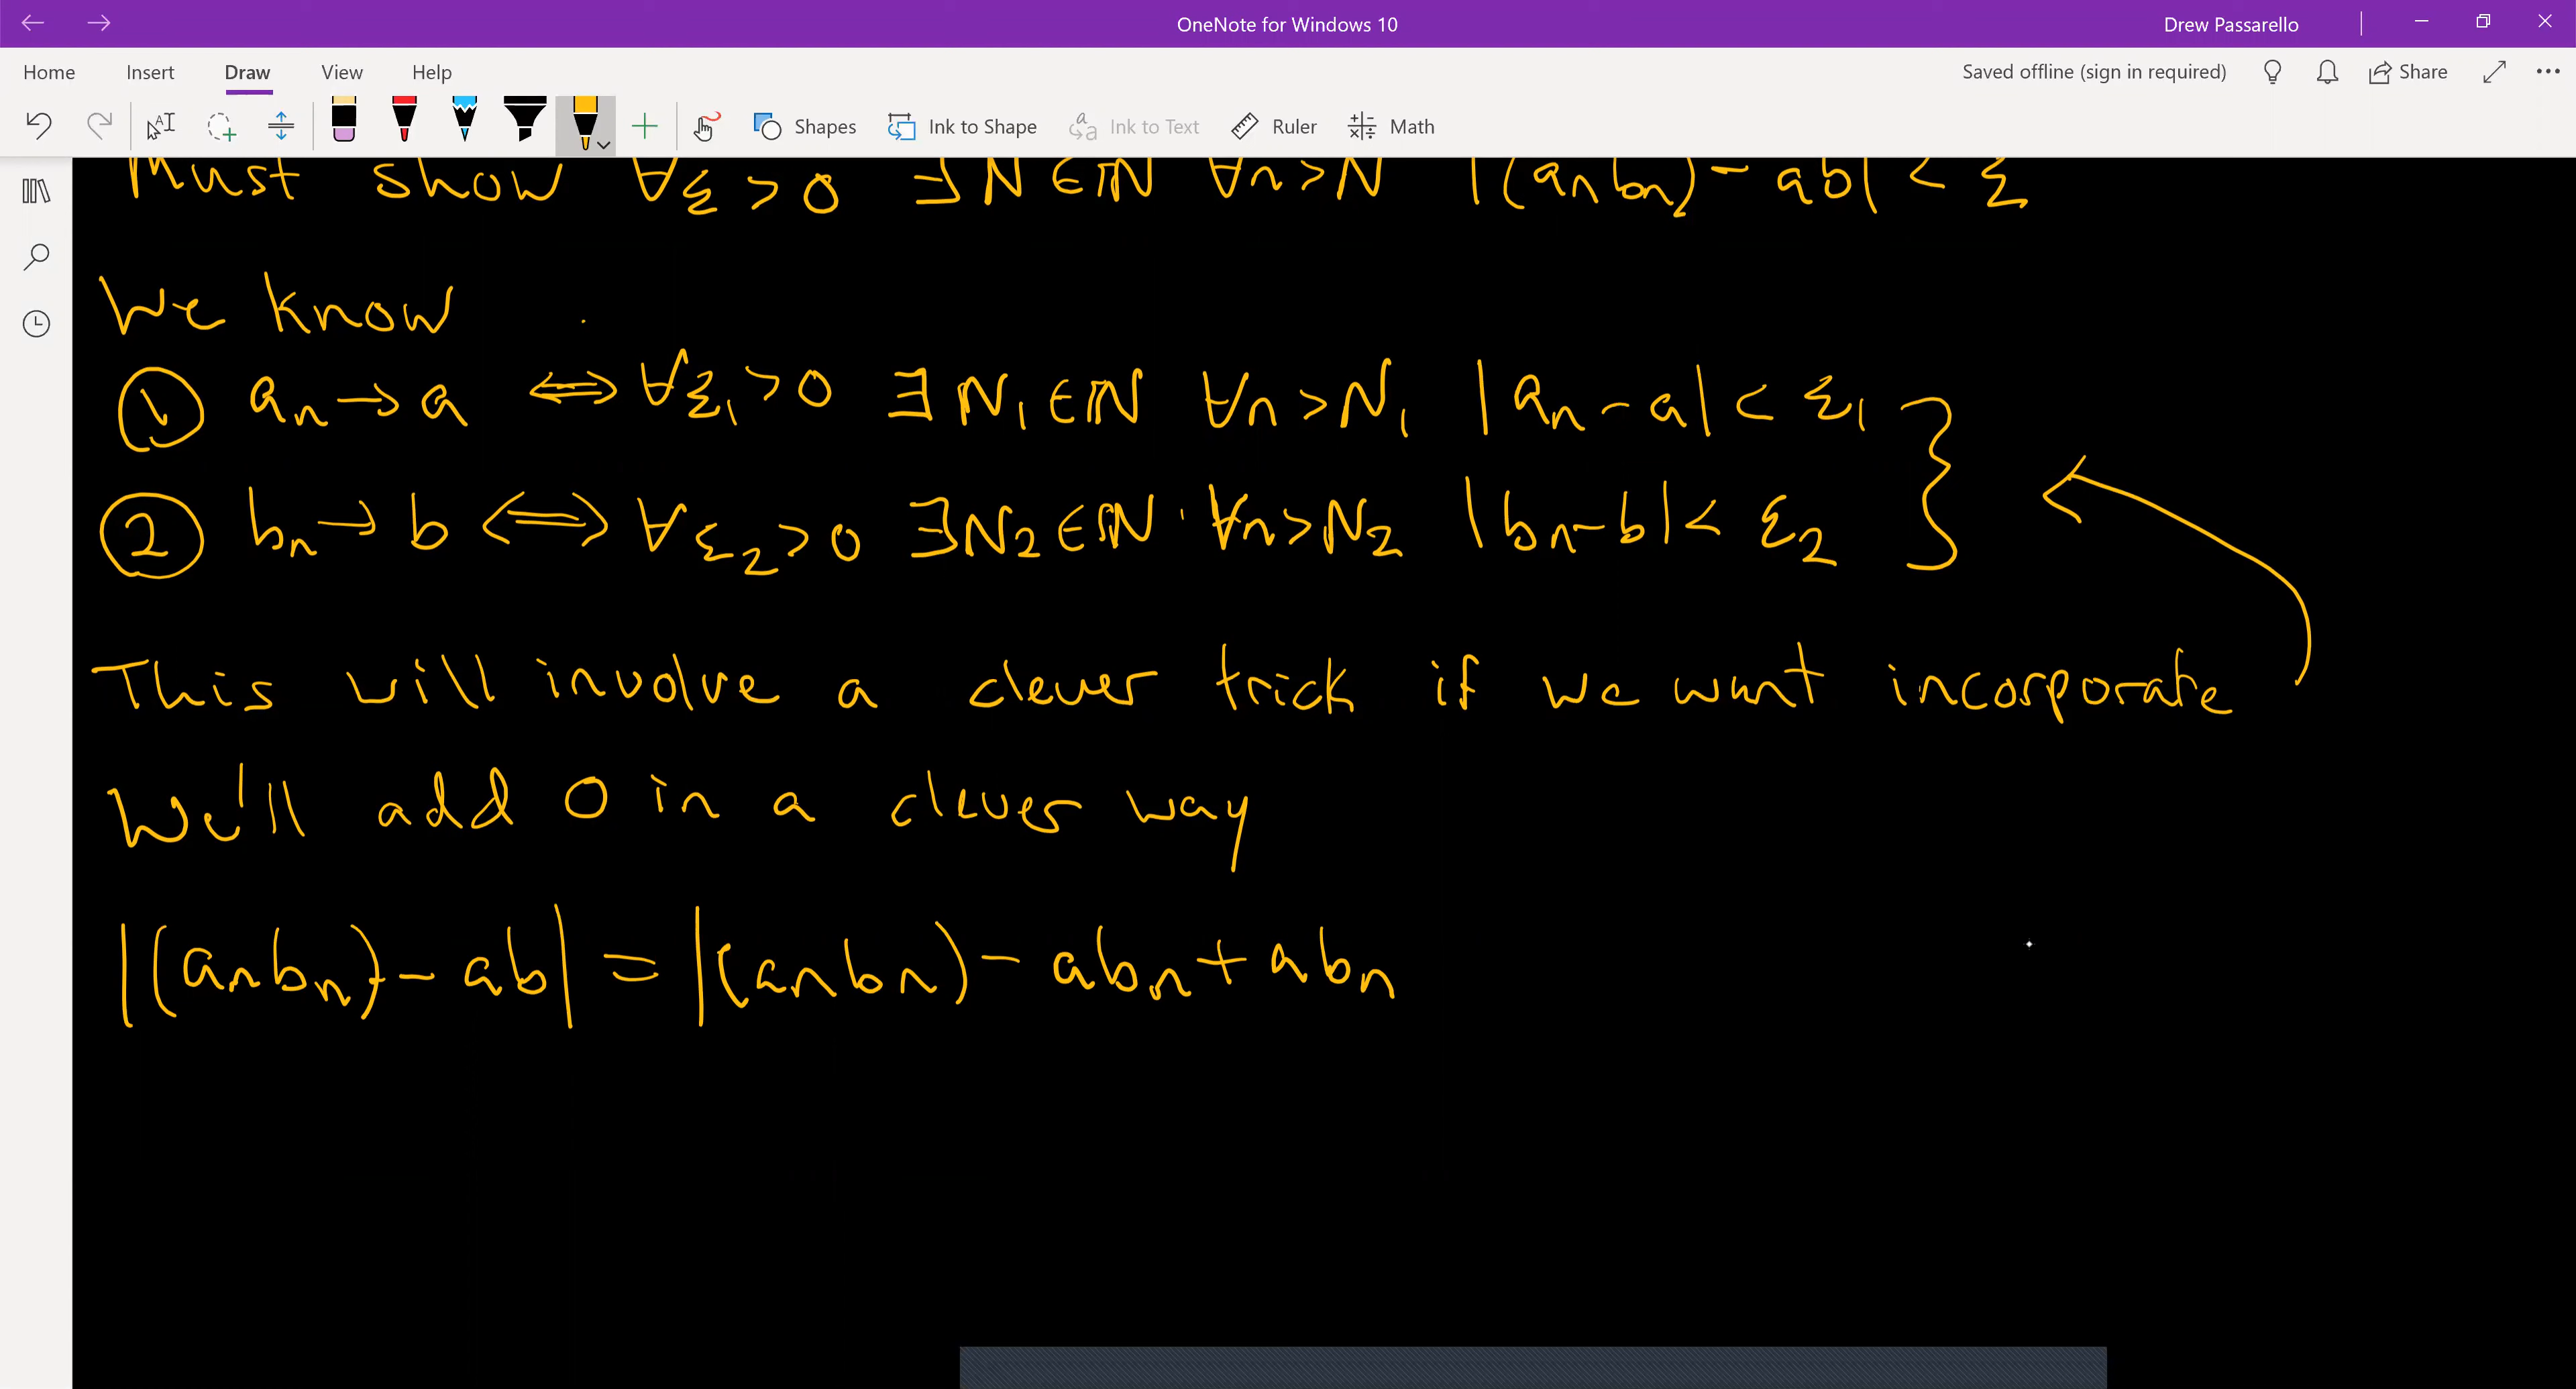 OneNote for Windows 10
Drew Passarello
Home Insert Draw View Help
Saved offline (sign in required)
Share
Shapes Ink to Shape Ink to Text Ruler Math
Must show ∀ε > 0 ∃N∈ℕ ∀n>N |(aₙbₙ) - ab| < ε
We know
① aₙ → a ⟺ ∀ε₁>0 ∃N₁∈ℕ ∀n>N₁ |aₙ - a| < ε₁
② bₙ → b ⟺ ∀ε₂>0 ∃N₂∈ℕ ∀n>N₂ |bₙ - b| < ε₂
This will involve a clever trick if we want incorporate
We'll add 0 in a clever way
|(aₙbₙ) - ab| = |(aₙbₙ) - abₙ + abₙ